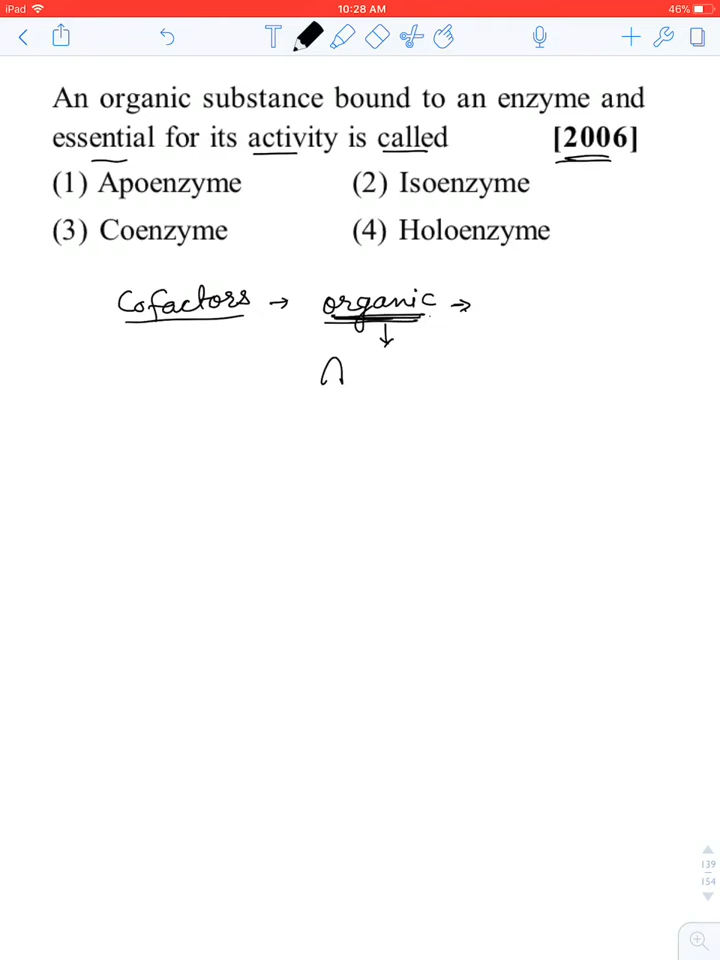 iPad 10:28 AM 46%
An organic substance bound to an enzyme and
essential for its activity is called [2006]
(1) Apoenzyme (2) Isoenzyme
(3) Coenzyme (4) Holoenzyme
Cofactors → organic →
↓
139
154